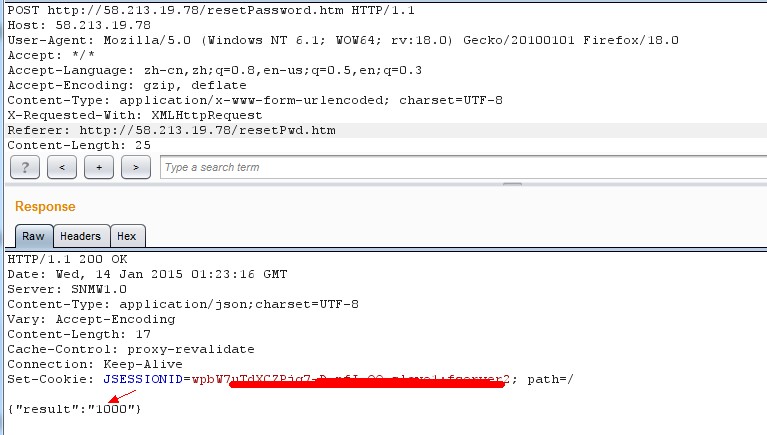 POST http://58.213.19.78/resetPassword.htm HTTP/1.1
Host: 58.213.19.78
User-Agent: Mozilla/5.0 (Windows NT 6.1; WOW64; rv:18.0) Gecko/20100101 Firefox/18.0
Accept: */*
Accept-Language: zh-cn,zh;q=0.8,en-us;q=0.5,en;q=0.3
Accept-Encoding: gzip, deflate
Content-Type: application/x-www-form-urlencoded; charset=UTF-8
X-Requested-With: XMLHttpRequest
Referer: http://58.213.19.78/resetPwd.htm
Content-Length: 25
? < + > Type a search term
Response
Raw Headers Hex
HTTP/1.1 200 OK
Date: Wed, 14 Jan 2015 01:23:16 GMT
Server: SNMW1.0
Content-Type: application/json;charset=UTF-8
Vary: Accept-Encoding
Content-Length: 17
Cache-Control: proxy-revalidate
Connection: Keep-Alive
Set-Cookie: path=/
{"result":"1000"}